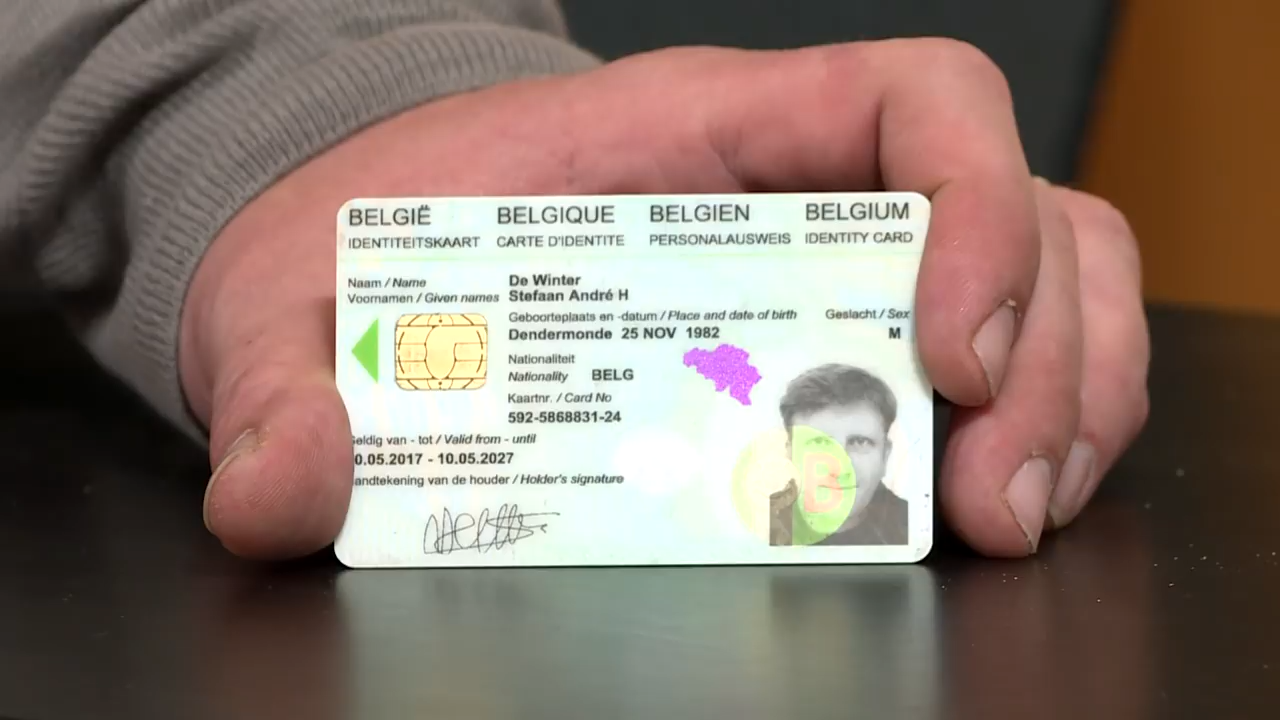 BELGIË BELGIQUE BELGIEN BELGIUM
IDENTITEITSKAART CARTE D'IDENTITE PERSONALAUSWEIS IDENTITY CARD
Naam / Name De Winter
Voornamen / Given names Stefaan André H
Geboorteplaats en -datum / Place and date of birth Geslacht / Sex
Dendermonde 25 NOV 1982 M
Nationaliteit
Nationality BELG
Kaartnr. / Card No
592-5868831-24
eldig van - tot / Valid from - until
0.05.2017 - 10.05.2027
andtekening van de houder / Holder's signature
B